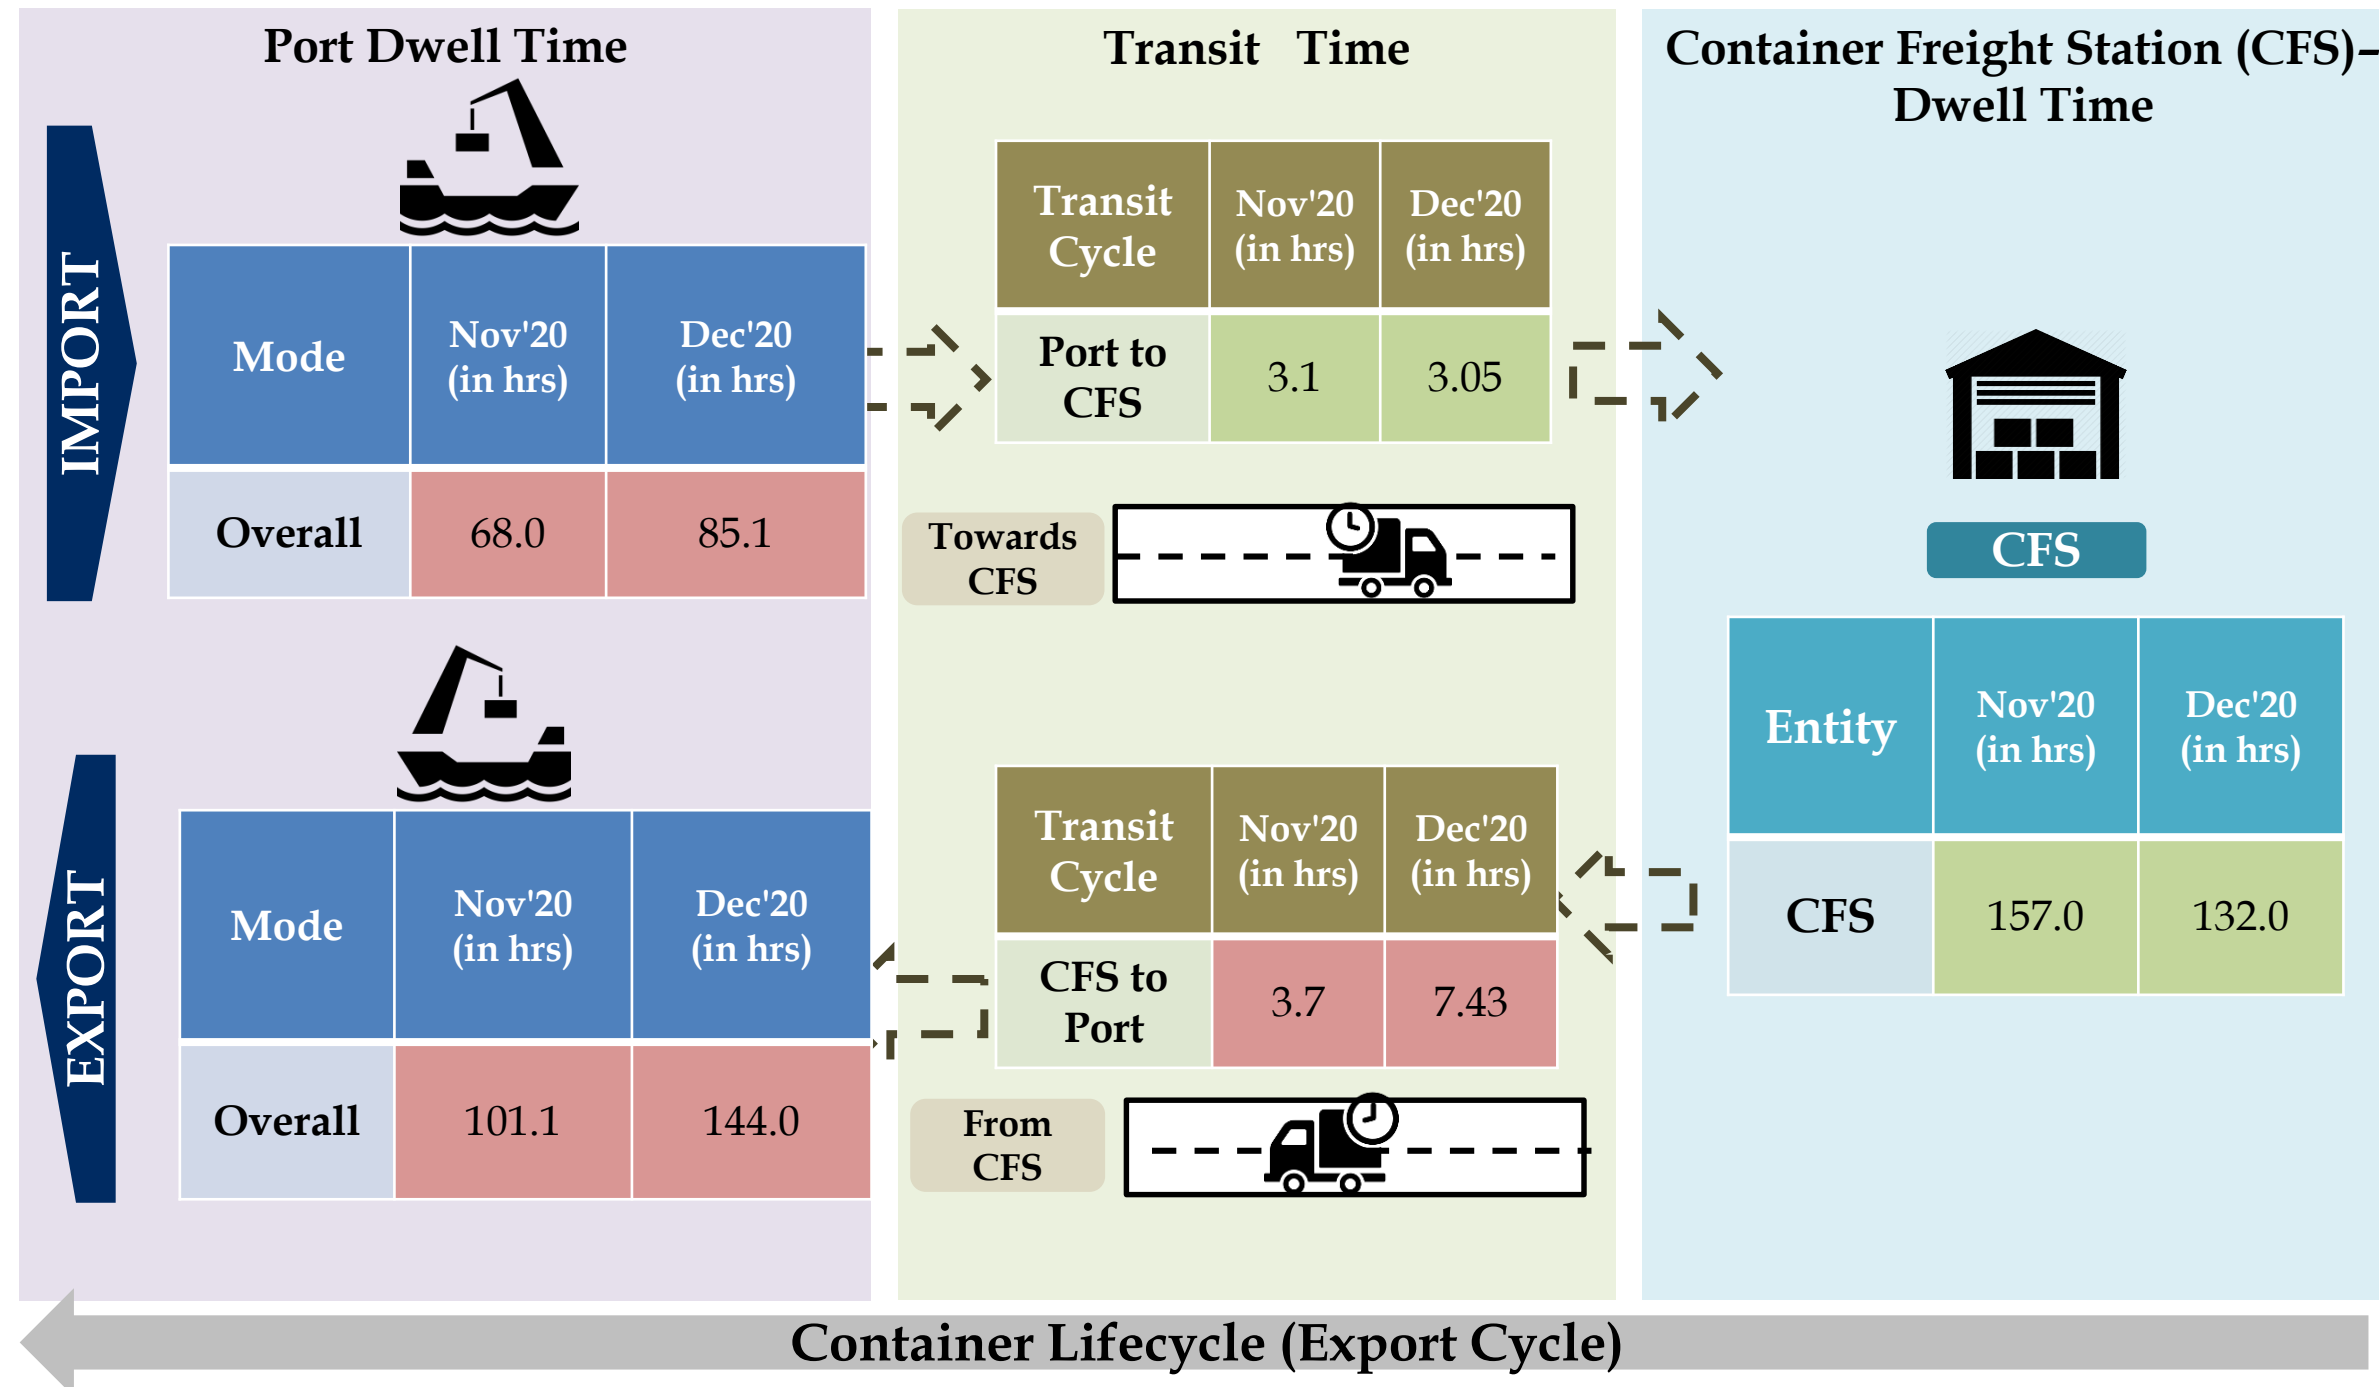 Port Dwell Time
IMPORT
Mode
Nov'20
(in hrs)
Dec'20
(in hrs)
Overall
68.0
85.1
EXPORT
Mode
Nov'20
(in hrs)
Dec'20
(in hrs)
Overall
101.1
144.0
Transit Time
Transit
Cycle
Nov'20
(in hrs)
Dec'20
(in hrs)
Port to
CFS
3.1
3.05
Towards
CFS
Transit
Cycle
Nov'20
(in hrs)
Dec'20
(in hrs)
CFS to
Port
3.7
7.43
From
CFS
Container Freight Station (CFS)–
Dwell Time
CFS
Entity
Nov'20
(in hrs)
Dec'20
(in hrs)
CFS
157.0
132.0
Container Lifecycle (Export Cycle)